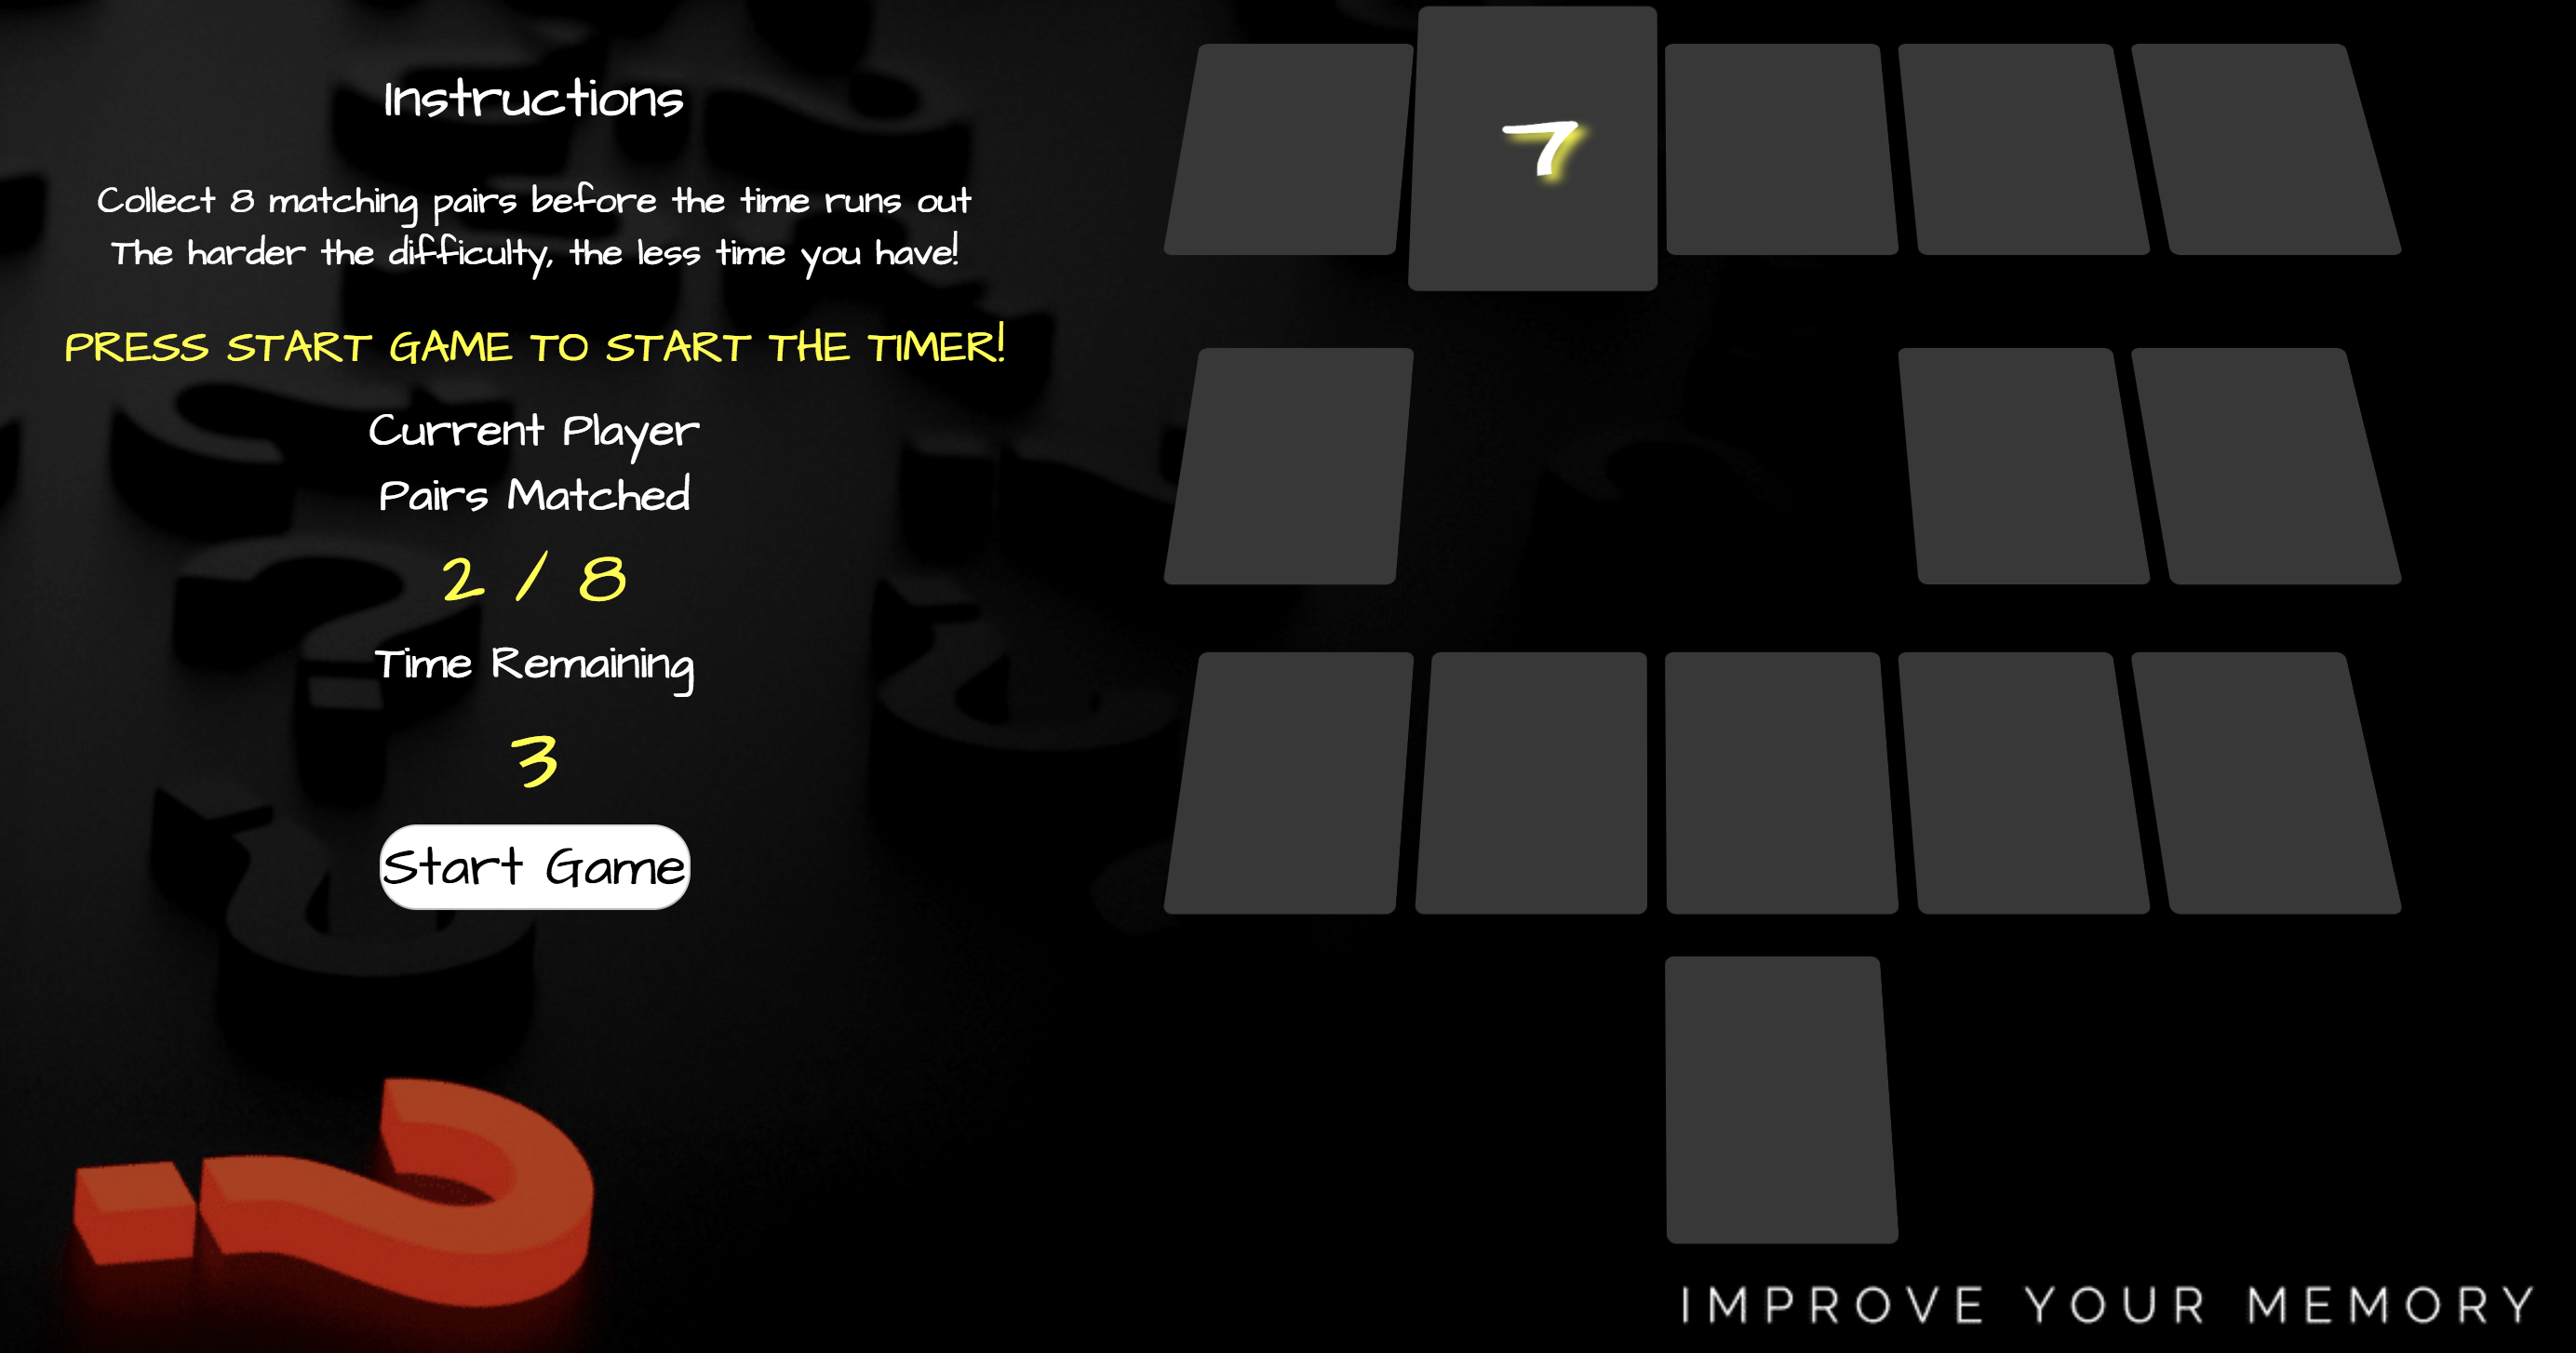 Instructions
Collect 8 matching pairs before the time runs out
The harder the difficulty, the less time you have!
PRESS START GAME TO START THE TIMER!
Current Player
Pairs Matched
2 / 8
Time Remaining
3
Start Game
7
IMPROVE YOUR MEMORY